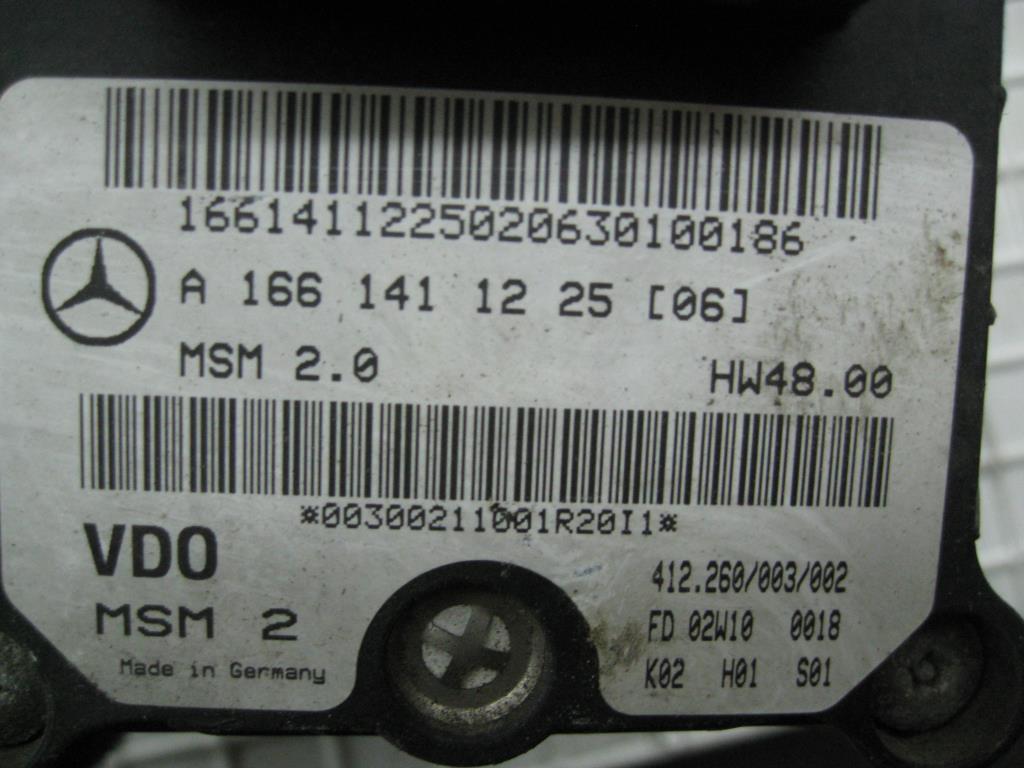 1661411225020630100186
A 166 141 12 25 [06]
MSM 2.0 HW48.00
*00300211001R20I1*
VDO
MSM 2
Made in Germany
412.260/003/002
FD 02W10 0018
K02 H01 S01